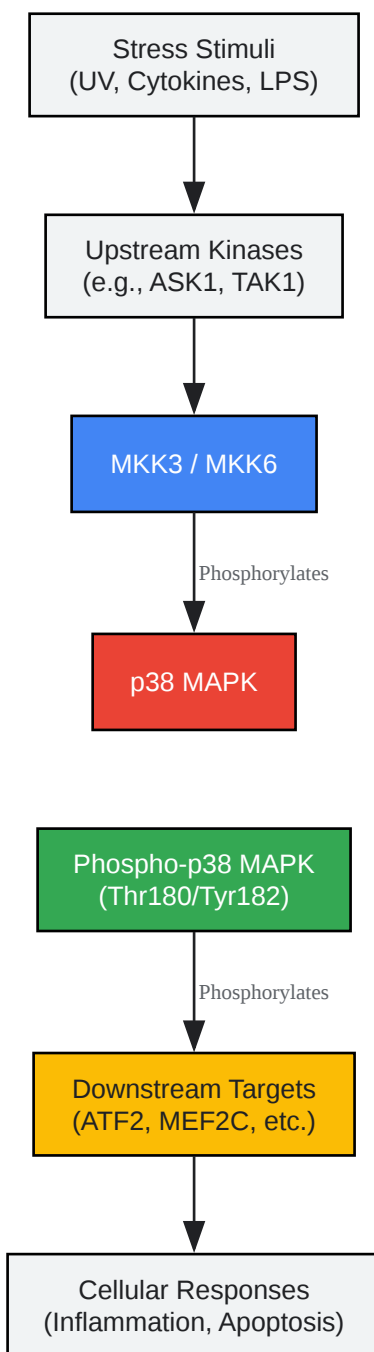 Stress Stimuli
(UV, Cytokines, LPS)
Upstream Kinases
(e.g., ASK1, TAK1)
MKK3 / MKK6
Phosphorylates
p38 MAPK
Phospho-p38 MAPK
(Thr180/Tyr182)
Phosphorylates
Downstream Targets
(ATF2, MEF2C, etc.)
Cellular Responses
(Inflammation, Apoptosis)